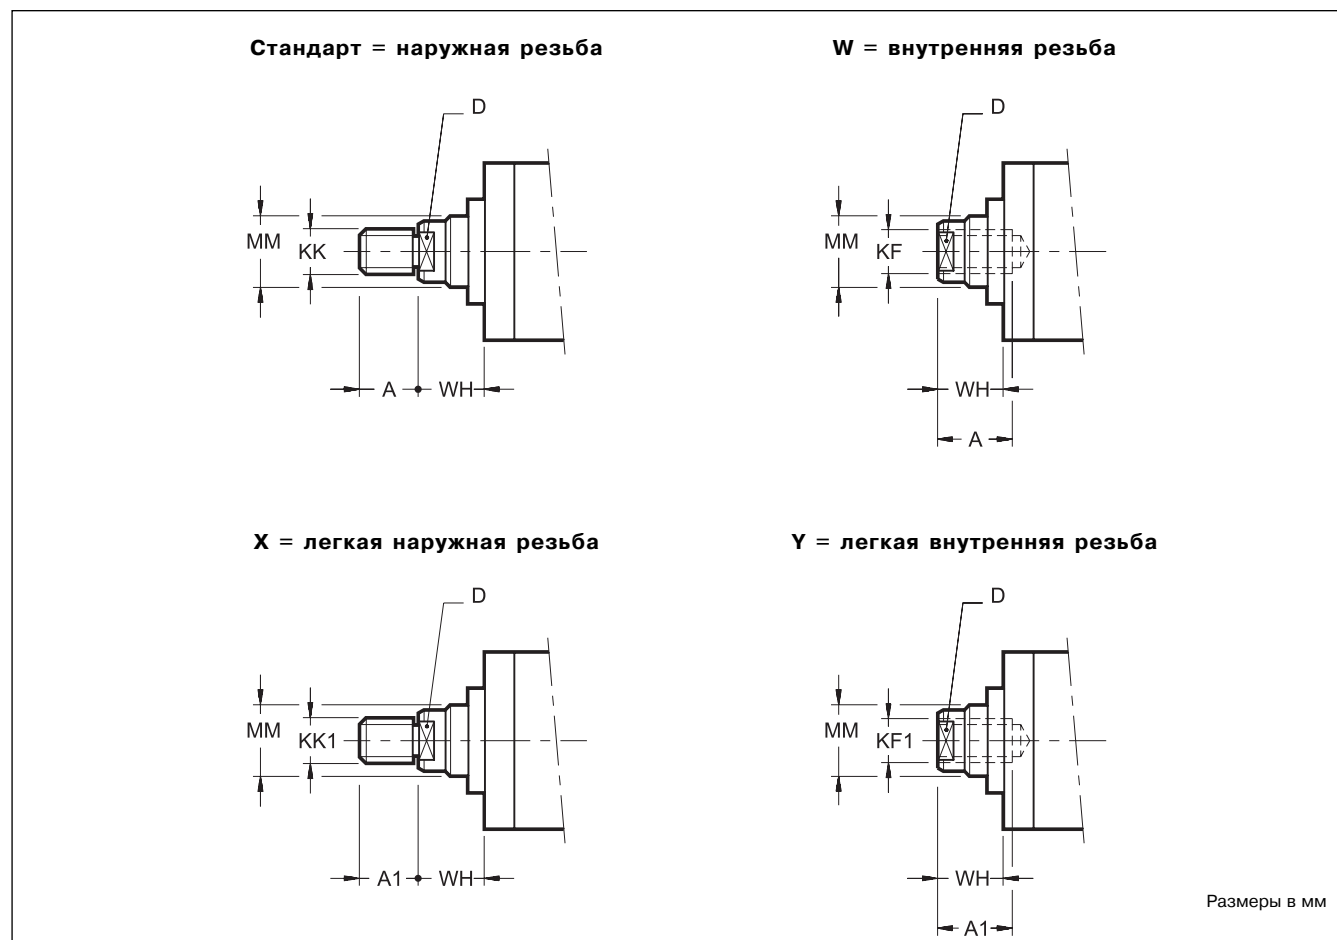 Стандарт = наружная резьба
W = внутренняя резьба
D
D
MM
KK
MM
KF
A
WH
WH
A
X = легкая наружная резьба
Y = легкая внутренняя резьба
D
D
MM
KK1
MM
KF1
A1
WH
WH
A1
Размеры в мм